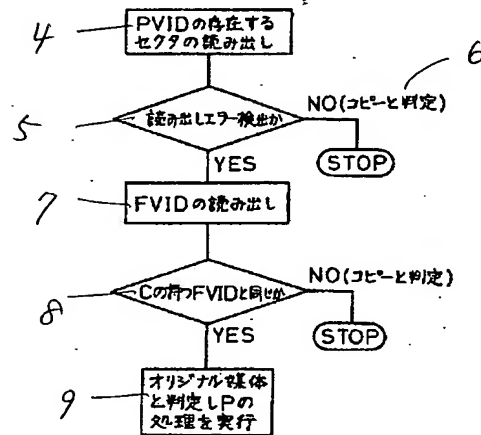 4
PVIDの存在する
セクタの読み出し
6
5
読み出しエラー検出か
NO(コピーと判定)
STOP
YES
7
FVIDの読み出し
8
Cの持つFVIDと同じか
NO(コピーと判定)
STOP
YES
9
オリジナル媒体
と判定しPの
処理を実行